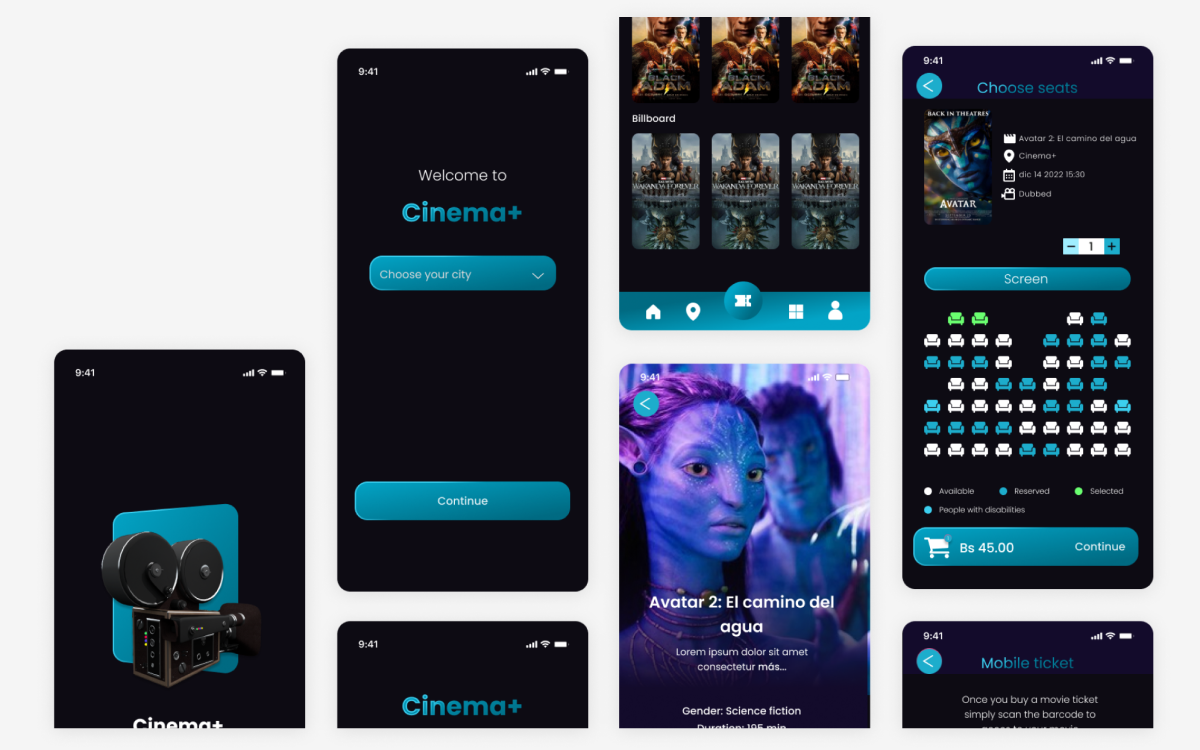 9:41
Cinema+
9:41
Welcome to
Cinema+
Choose your city
Continue
9:41
Cinema+
BLACK ADAM
BLACK ADAM
BLACK ADAM
Billboard
WAKANDA FOREVER
WAKANDA FOREVER
WAKANDA FOREVER
9:41
Avatar 2: El camino del
agua
Lorem ipsum dolor sit amet
consectetur más...
Gender: Science fiction
Duration: 195 min
9:41
Choose seats
BACK IN THEATRES
AVATAR
Avatar 2: El camino del agua
Cinema+
dic 14 2022 15:30
Dubbed
− 1 +
Screen
Available
Reserved
Selected
People with disabilities
Bs 45.00
Continue
9:41
Mobile ticket
Once you buy a movie ticket
simply scan the barcode to